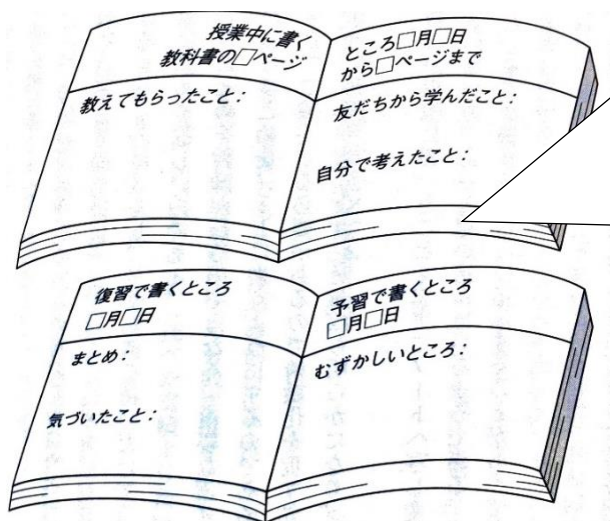 授業中に書く
教科書の□ページ
ところ□月□日
から□ページまで
教えてもらったこと：
友だちから学んだこと：
自分で考えたこと：
復習で書くところ
□月□日
まとめ：
気づいたこと：
予習で書くところ
□月□日
むずかしいところ：